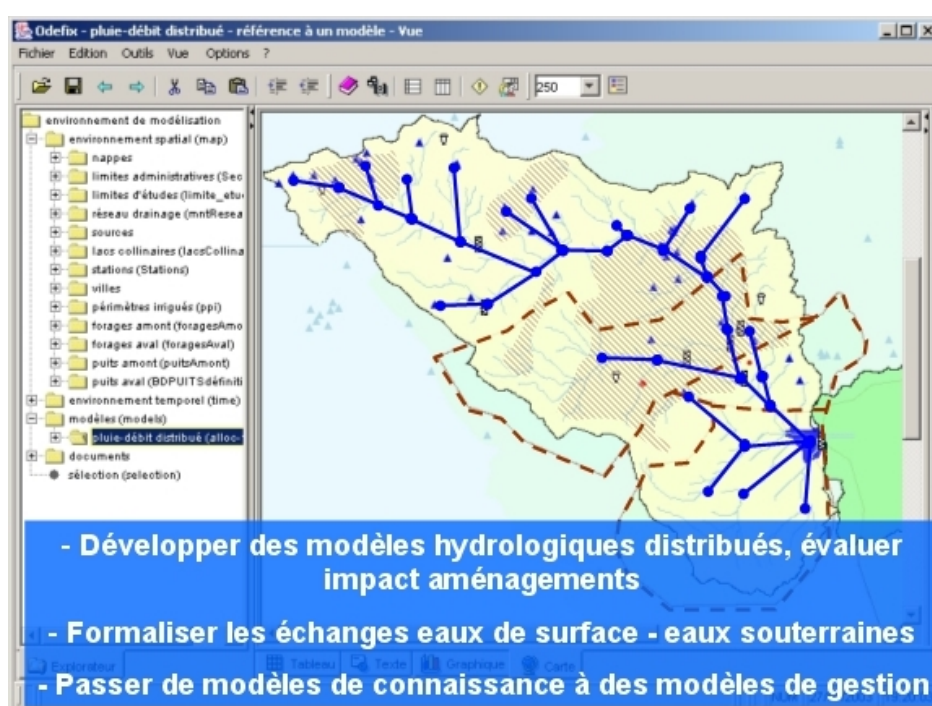 Odefix - pluie-débit distribué - référence à un modèle - Vue
Fichier Edition Outils Vue Options ?
250
environnement de modélisation
environnement spatial (map)
nappes
limites administratives (Sec
limites d'études (limite_etu
réseau drainage (mntResea
sources
lacs collinaires (lacsCollina
stations (Stations)
villes
périmètres irrigués (ppi)
forages amont (foragesAmo
forages aval (foragesAval)
puits amont (puitsAmont)
puits aval (BDPUITSdéfiniti
environnement temporel (time)
modèles (models)
pluie-débit distribué (alloc-
documents
sélection (selection)
- Développer des modèles hydrologiques distribués, évaluer
impact aménagements
- Formaliser les échanges eaux de surface - eaux souterraines
Explorateur Tableau Texte Graphique Carte
- Passer de modèles de connaissance à des modèles de gestion